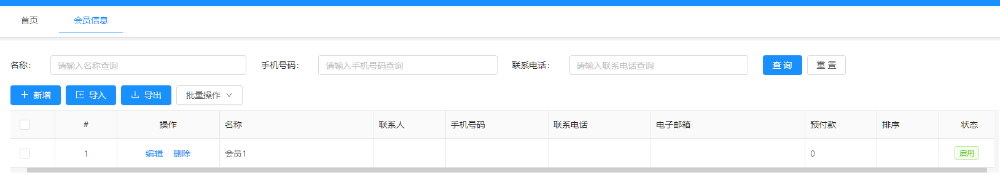 首页 会员信息
名称: 请输入名称查询 手机号码: 请输入手机号码查询 联系电话: 请输入联系电话查询 查 询 重 置
新增 导入 导出 批量操作
# 操作 名称 联系人 手机号码 联系电话 电子邮箱 预付款 排序 状态
1 编辑 删除 会员1 0 启用